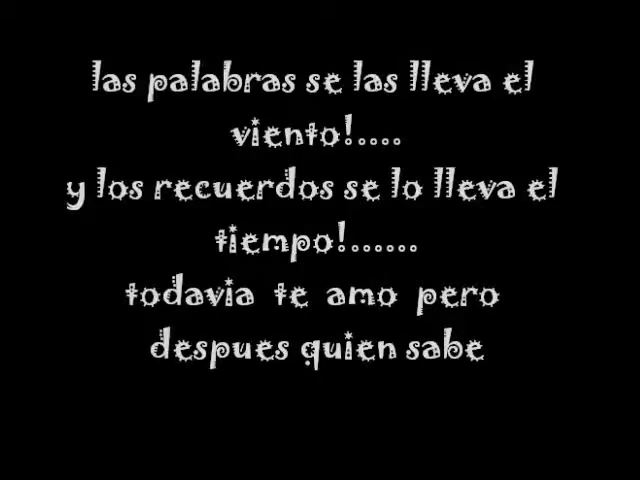 las palabras se las lleva el
viento!....
y los recuerdos se lo lleva el
tiempo!.......
todavia te amo pero
despues quien sabe